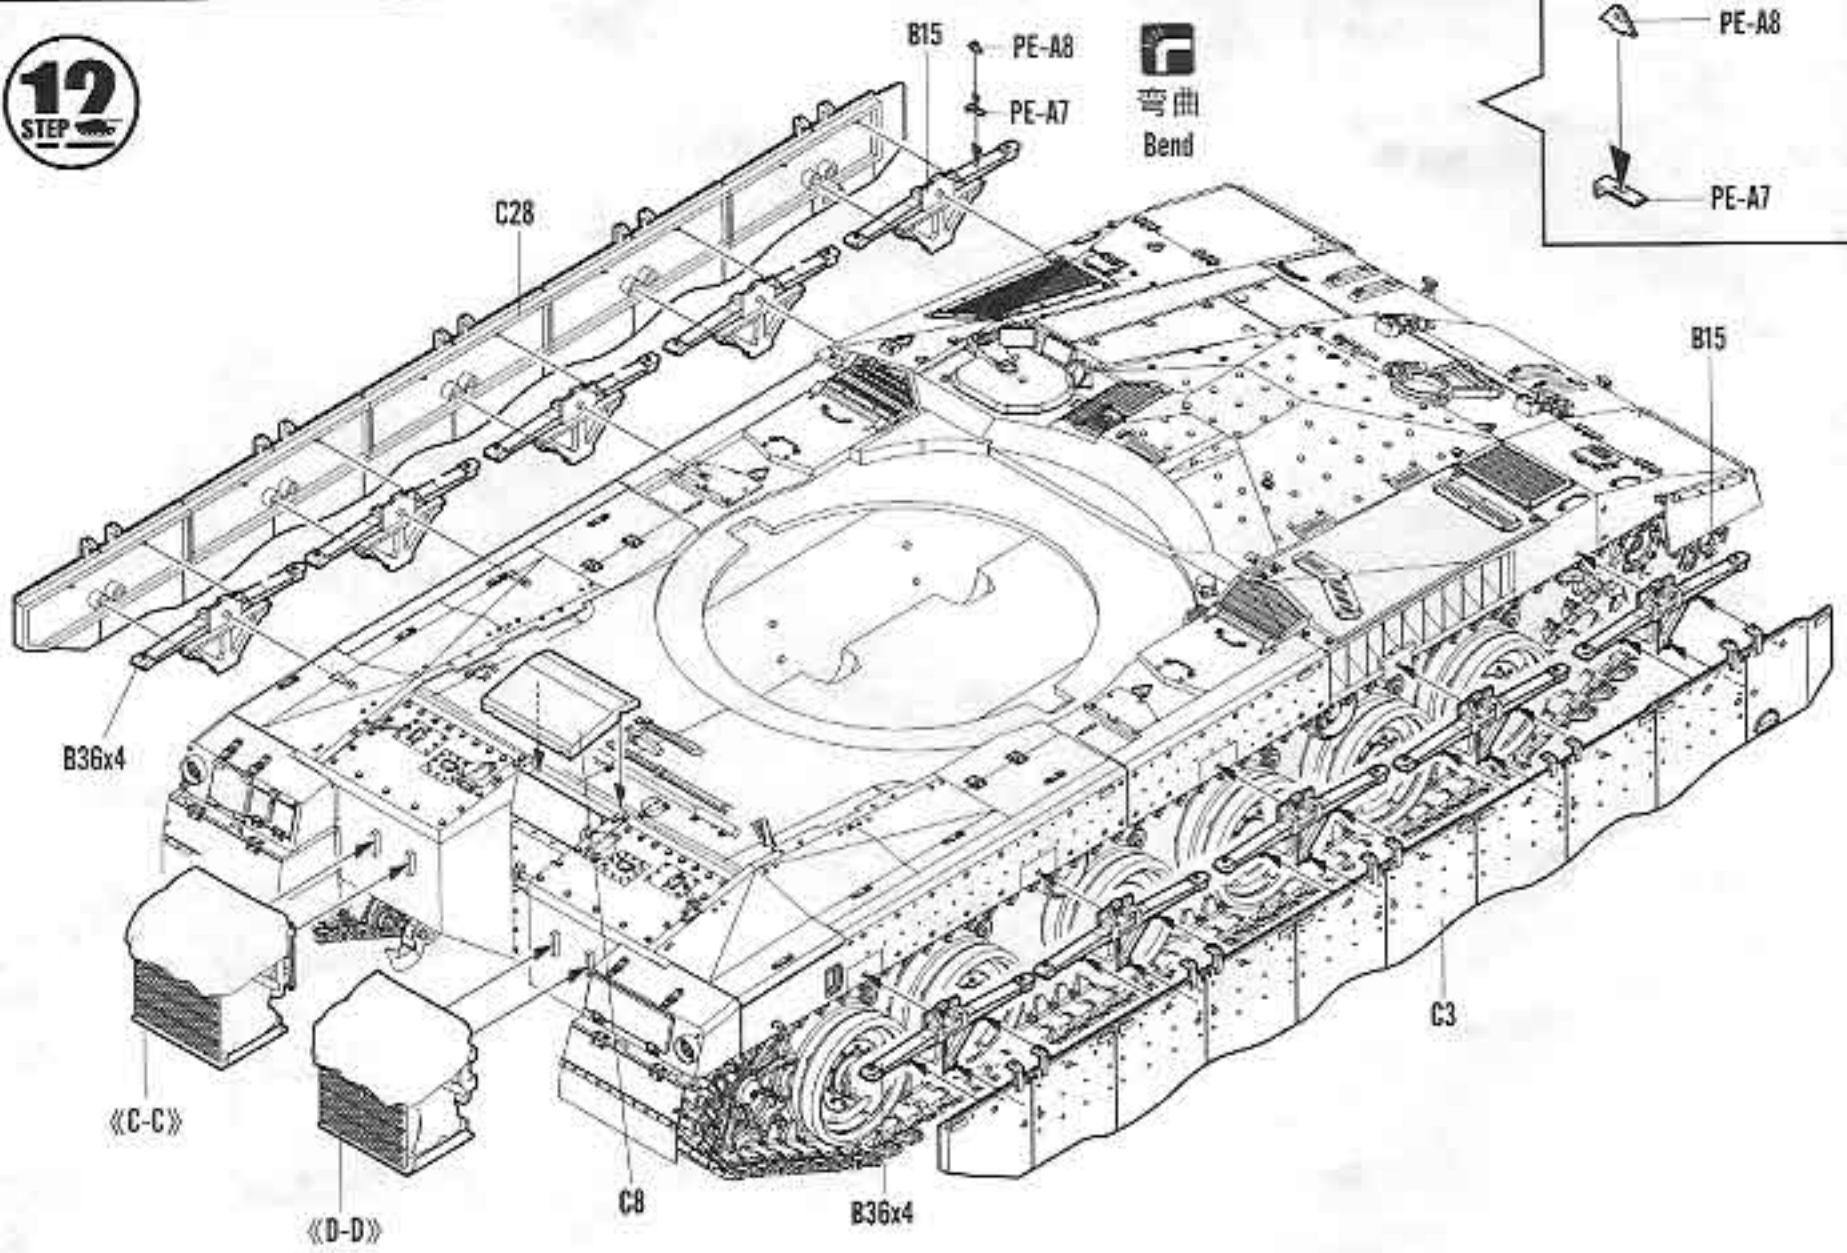 12
STEP
B15
PE-A8
PE-A7
弯曲
Bend
PE-A8
PE-A7
C28
B15
B36x4
C3
《C-C》
《D-D》
C8
B36x4